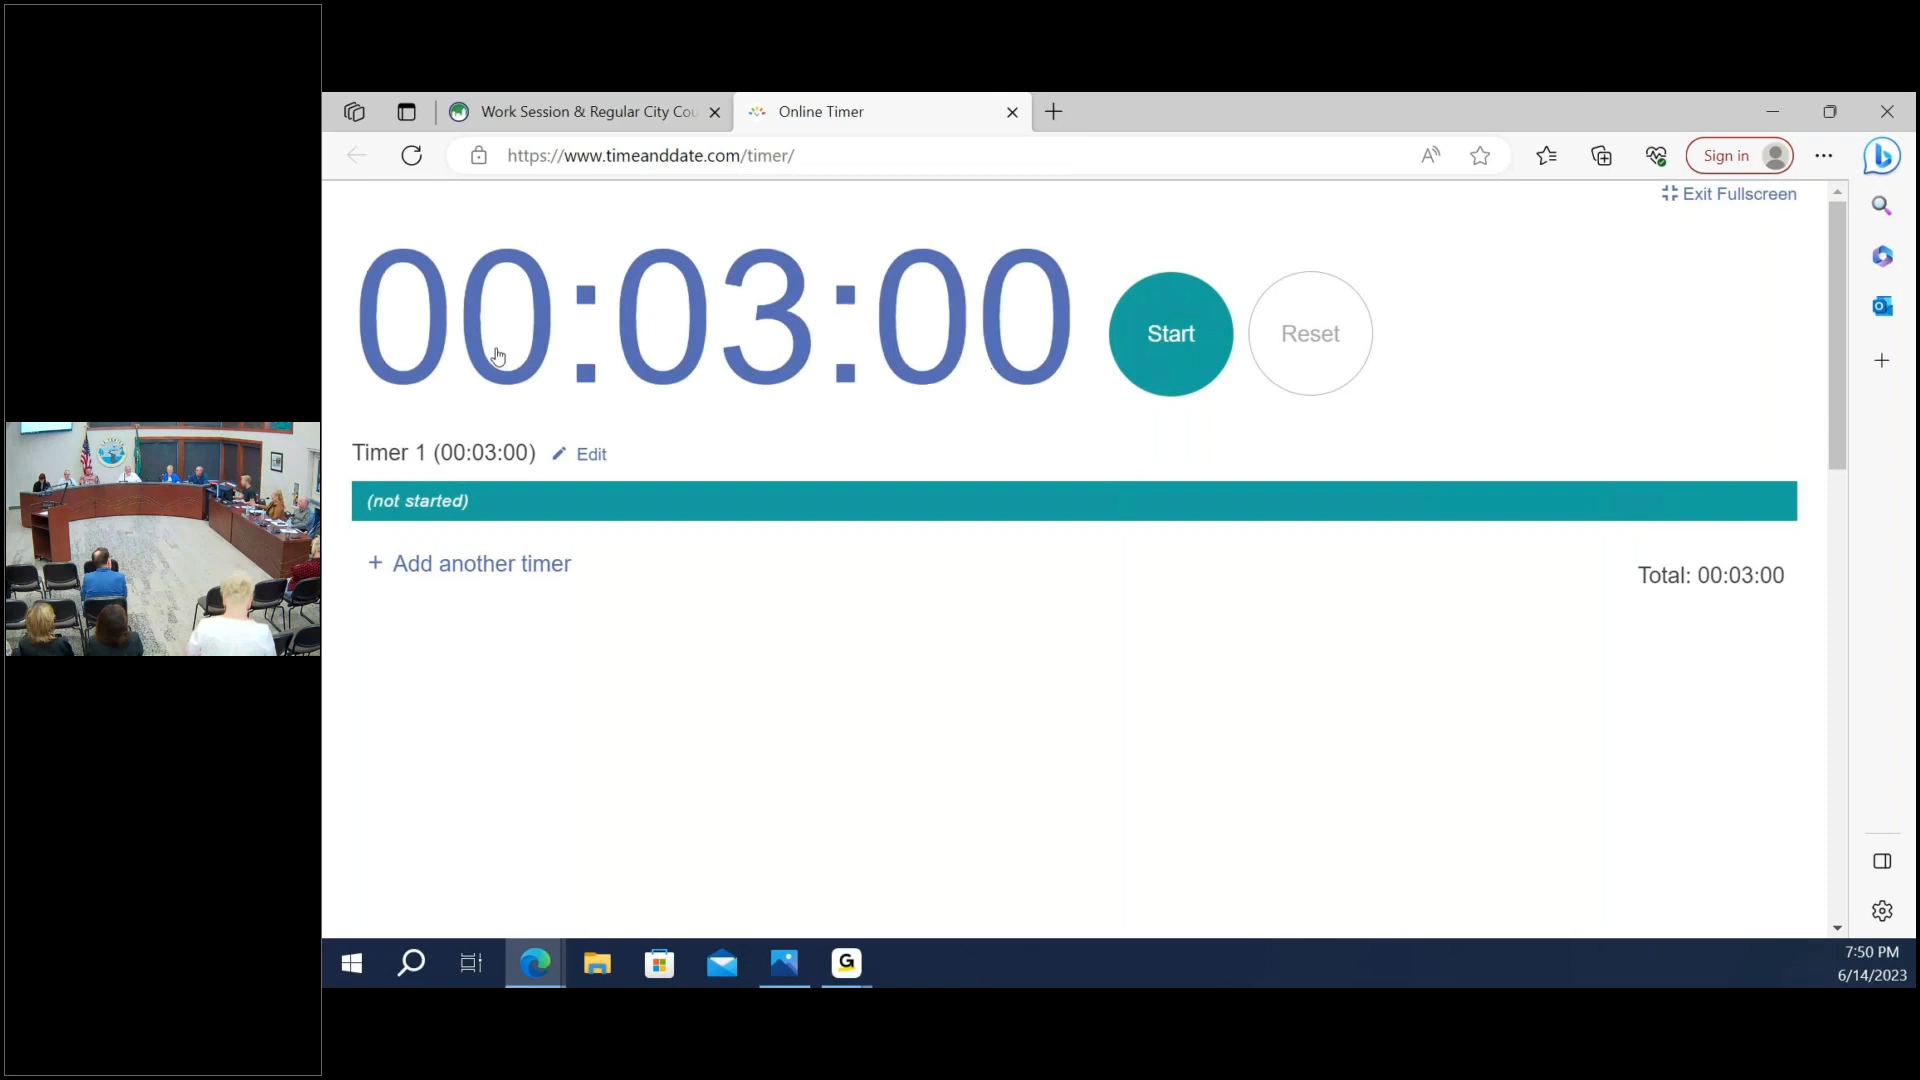 Work Session & Regular City Cou
Online Timer
https://www.timeanddate.com/timer/
Sign in
Exit Fullscreen
00:03:00
Start
Reset
Timer 1 (00:03:00)
Edit
(not started)
+ Add another timer
Total: 00:03:00
7:50 PM
6/14/2023